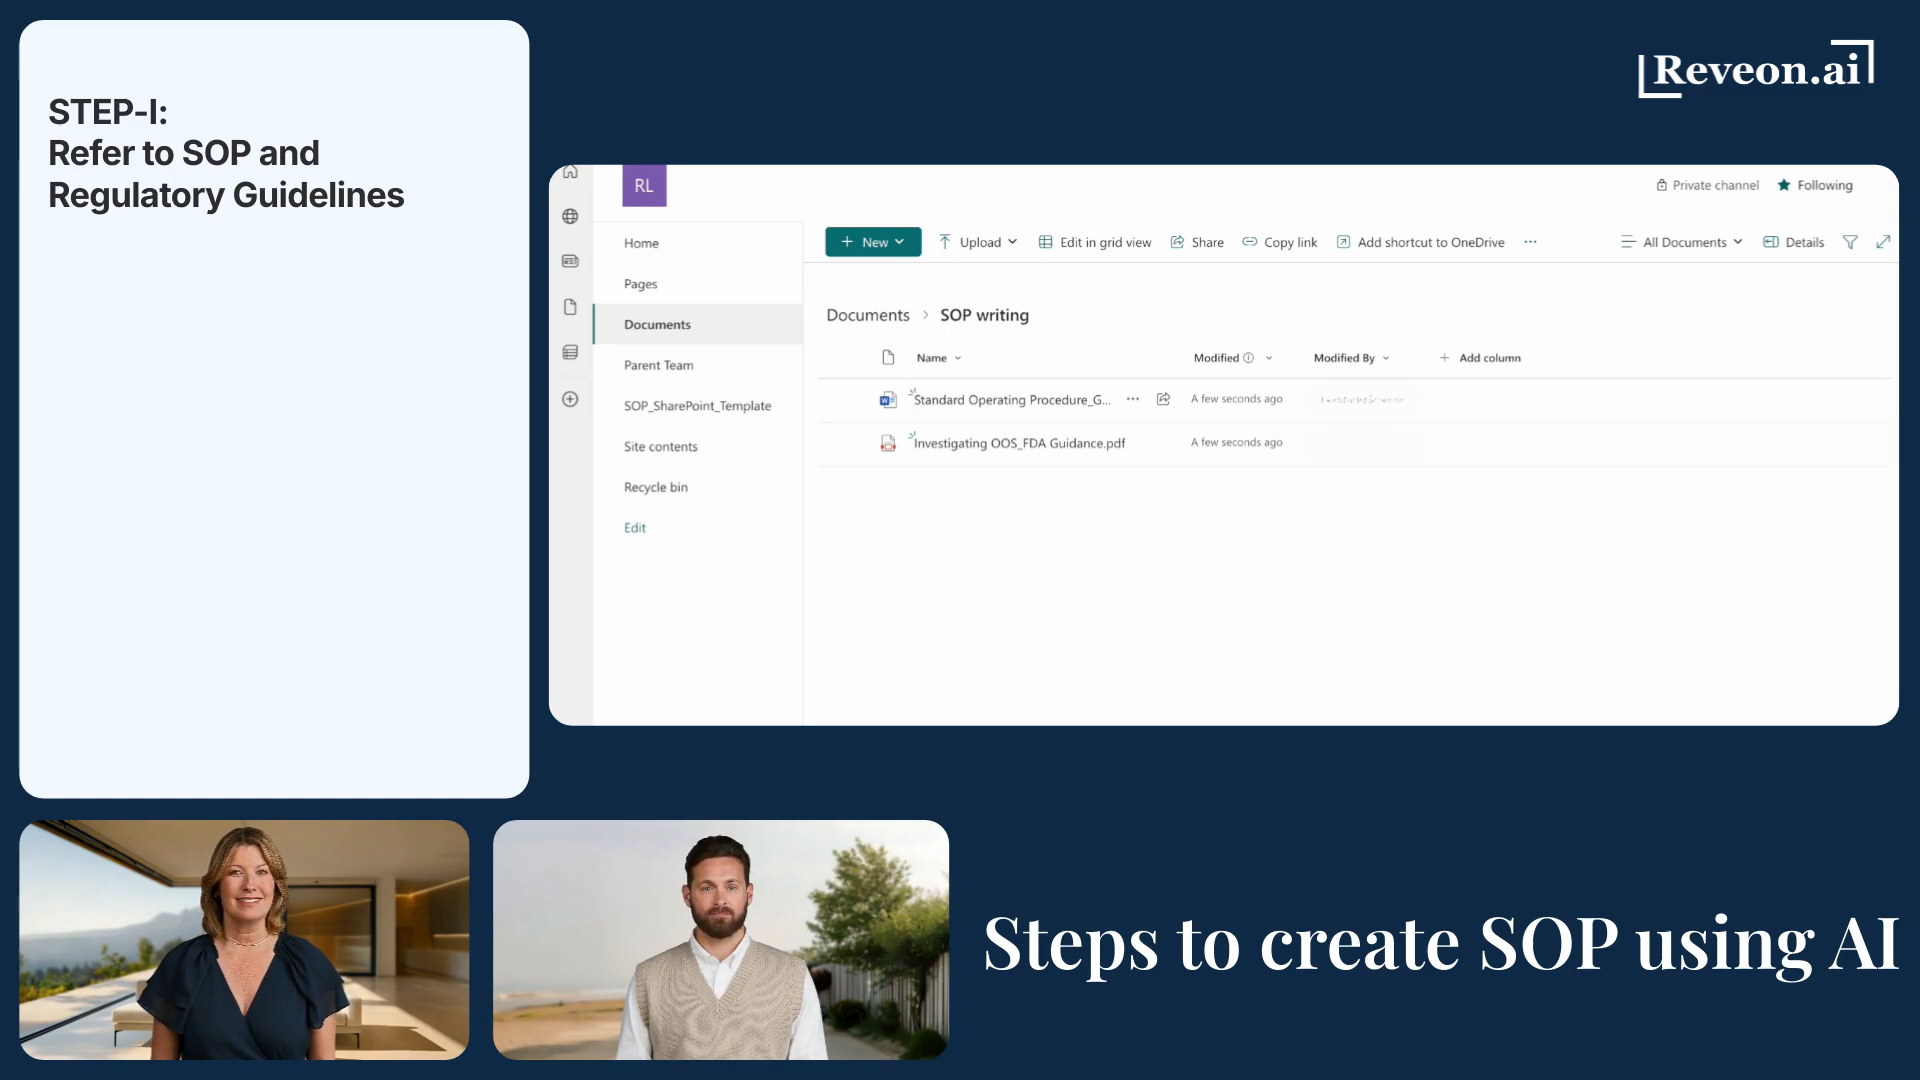 STEP-I:
Refer to SOP and
Regulatory Guidelines
Reveon.ai
RL
Private channel
Following
Home
Pages
Documents
Parent Team
SOP_SharePoint_Template
Site contents
Recycle bin
Edit
New
Upload
Edit in grid view
Share
Copy link
Add shortcut to OneDrive
All Documents
Details
Documents > SOP writing
Name
Modified
Modified By
Add column
Standard Operating Procedure_G...
A few seconds ago
Investigating OOS_FDA Guidance.pdf
A few seconds ago
Steps to create SOP using AI